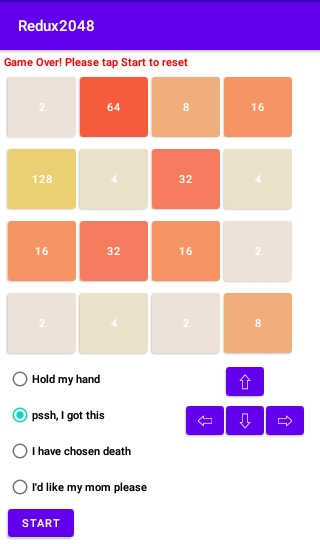 Redux2048
Game Over! Please tap Start to reset
2 64 8 16
128 4 32 4
16 32 16 2
2 4 2 8
Hold my hand
pssh, I got this
I have chosen death
I'd like my mom please
START